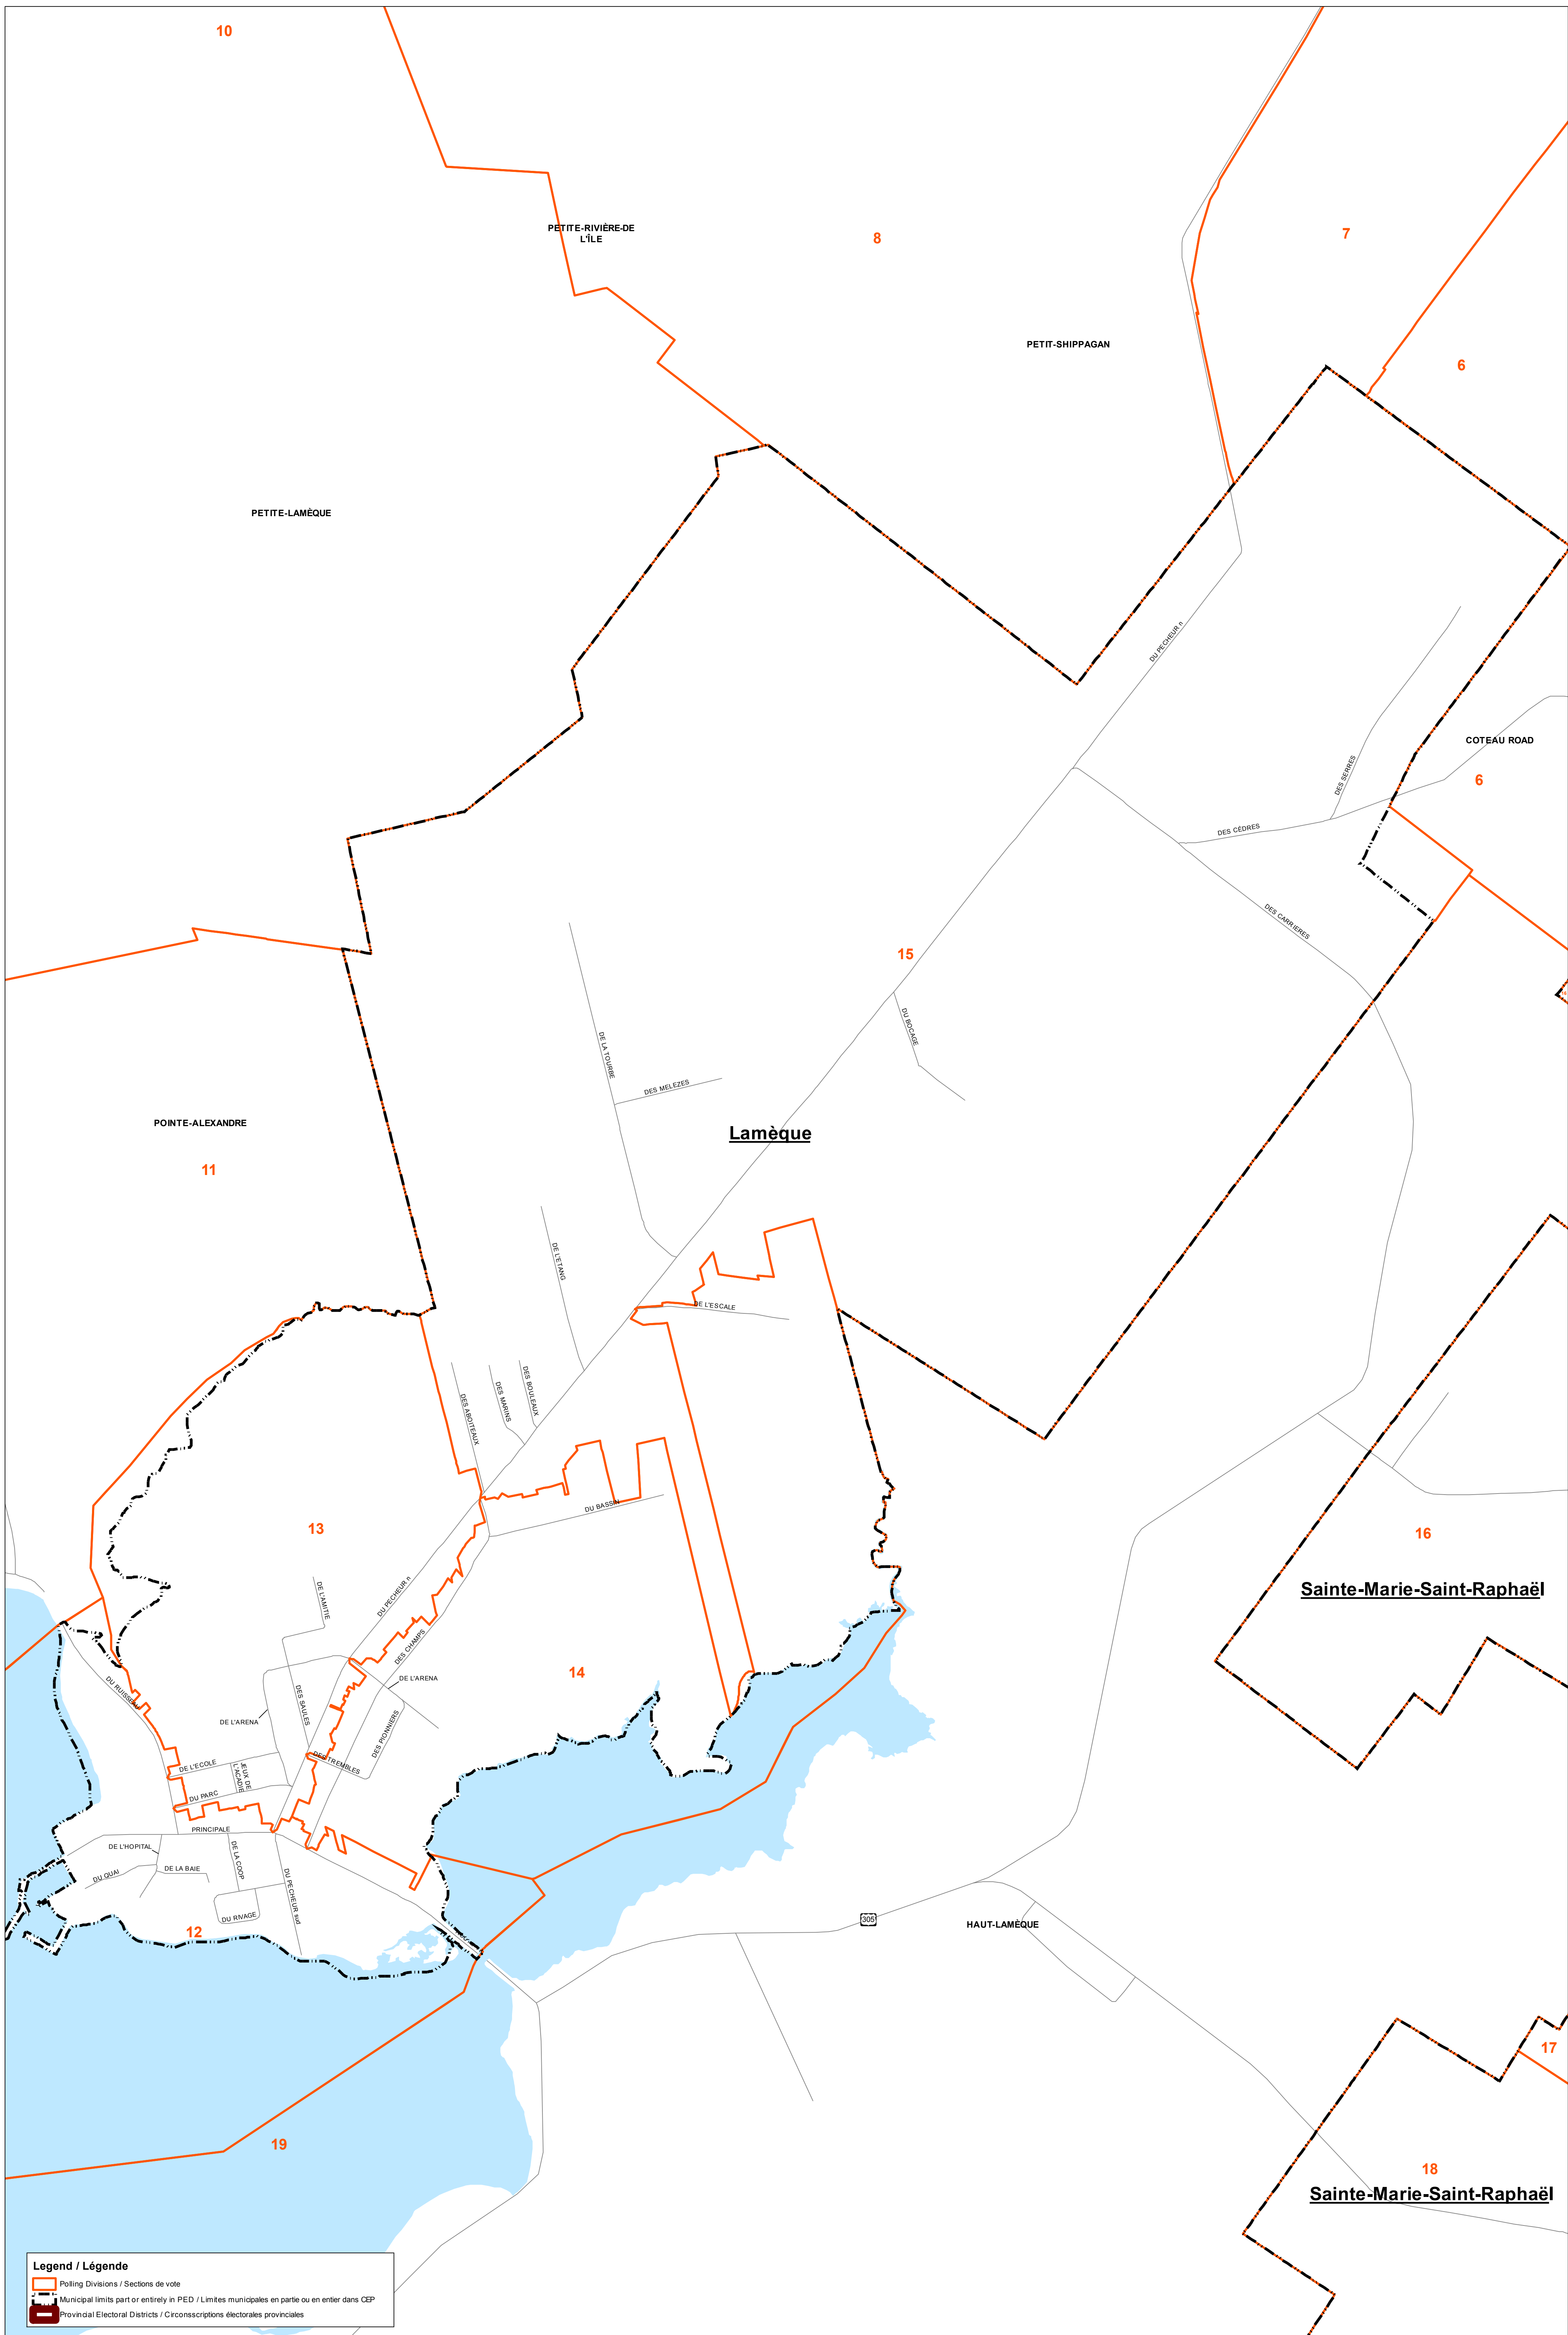 10
PETITE-RIVIÈRE-DE
L'ÎLE
8
7
PETIT-SHIPPAGAN
6
PETITE-LAMÈQUE
DU PECHEUR n
COTEAU ROAD
DES SERRES
6
DES CÈDRES
DES CARRIERES
15
DU BOCAGE
DE LA TOURBE
DES MELEZES
POINTE-ALEXANDRE
Lamèque
11
DE L'ETANG
DE L'ESCALE
DES BOULEAUX
DES MARINS
DES ABOITEAUX
DU BASSIN
13
16
DU PECHEUR n
DE L'AMITIE
Sainte-Marie-Saint-Raphaël
DES CHAMPS
14
DE L'ARENA
DU RUISSEAU
DES SAULES
DE L'ARENA
DES PIONNIERS
DES TREMBLES
DE L'ECOLE
JEUX DE
L'ACADIE
DU PARC
PRINCIPALE
DE L'HOPITAL
DE LA COOP
DE LA BAIE
DU QUAI
DU PECHEUR sud
DU RIVAGE
12
305
HAUT-LAMÈQUE
17
19
18
Sainte-Marie-Saint-Raphaël
Legend / Légende
Polling Divisions / Sections de vote
Municipal limits part or entirely in PED / Limites municipales en partie ou en entier dans CEP
Provincial Electoral Districts / Circonsscriptions électorales provinciales